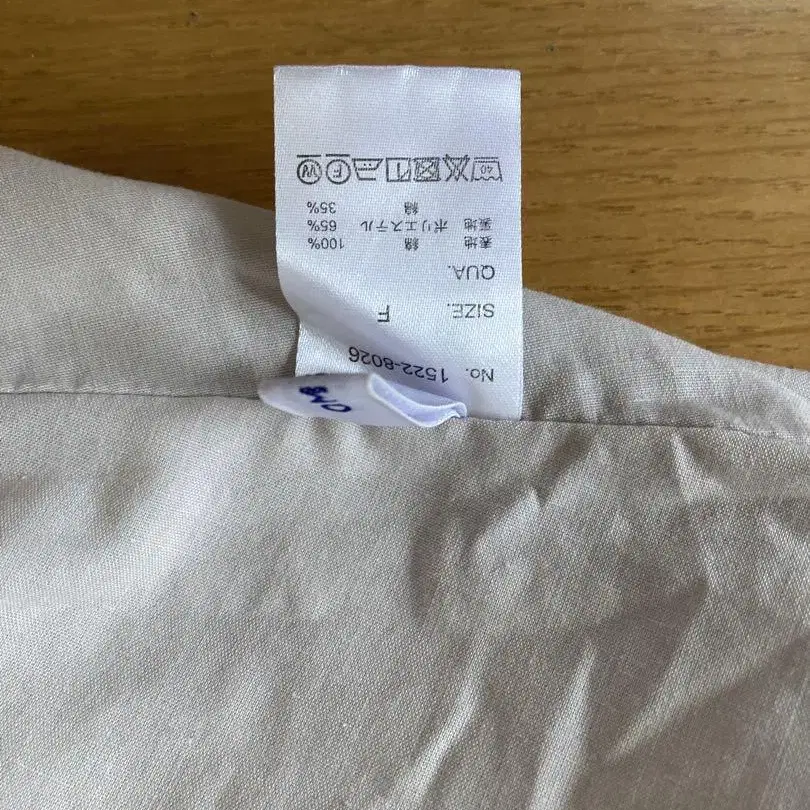 No. 1522-8026
SIZE. F
QUA.
表地 綿 100%
裏地 ポリエステル 65%
綿 35%
40 F W